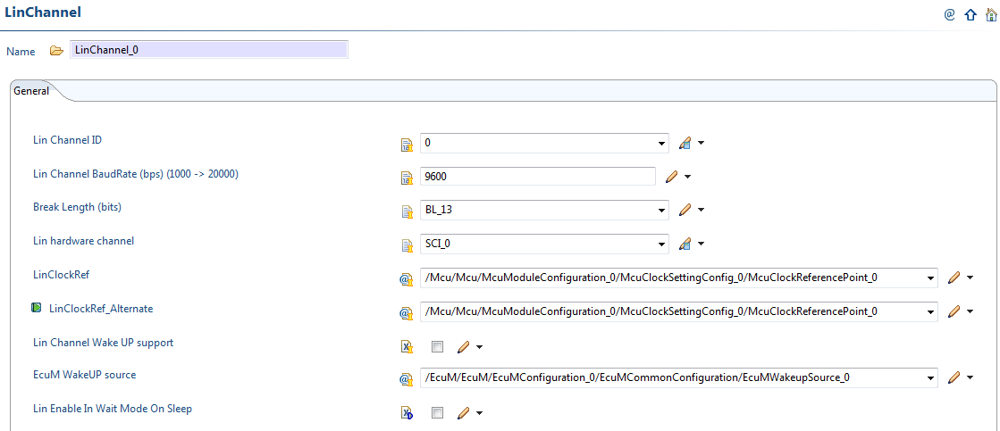 LinChannel
Name LinChannel_0
General
Lin Channel ID 0
Lin Channel BaudRate (bps) (1000 -> 20000) 9600
Break Length (bits) BL_13
Lin hardware channel SCI_0
LinClockRef /Mcu/Mcu/McuModuleConfiguration_0/McuClockSettingConfig_0/McuClockReferencePoint_0
LinClockRef_Alternate /Mcu/Mcu/McuModuleConfiguration_0/McuClockSettingConfig_0/McuClockReferencePoint_0
Lin Channel Wake UP support
EcuM WakeUP source /EcuM/EcuM/EcuMConfiguration_0/EcuMCommonConfiguration/EcuMWakeupSource_0
Lin Enable In Wait Mode On Sleep